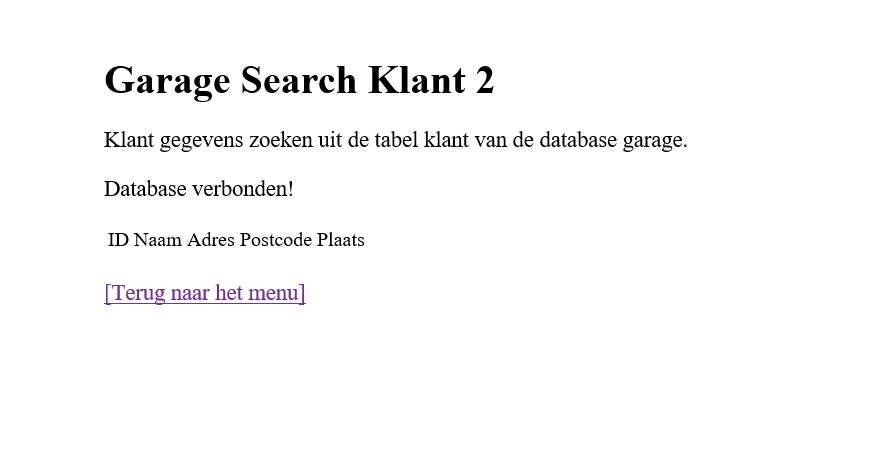 Garage Search Klant 2
Klant gegevens zoeken uit de tabel klant van de database garage.
Database verbonden!
ID Naam Adres Postcode Plaats
[Terug naar het menu]